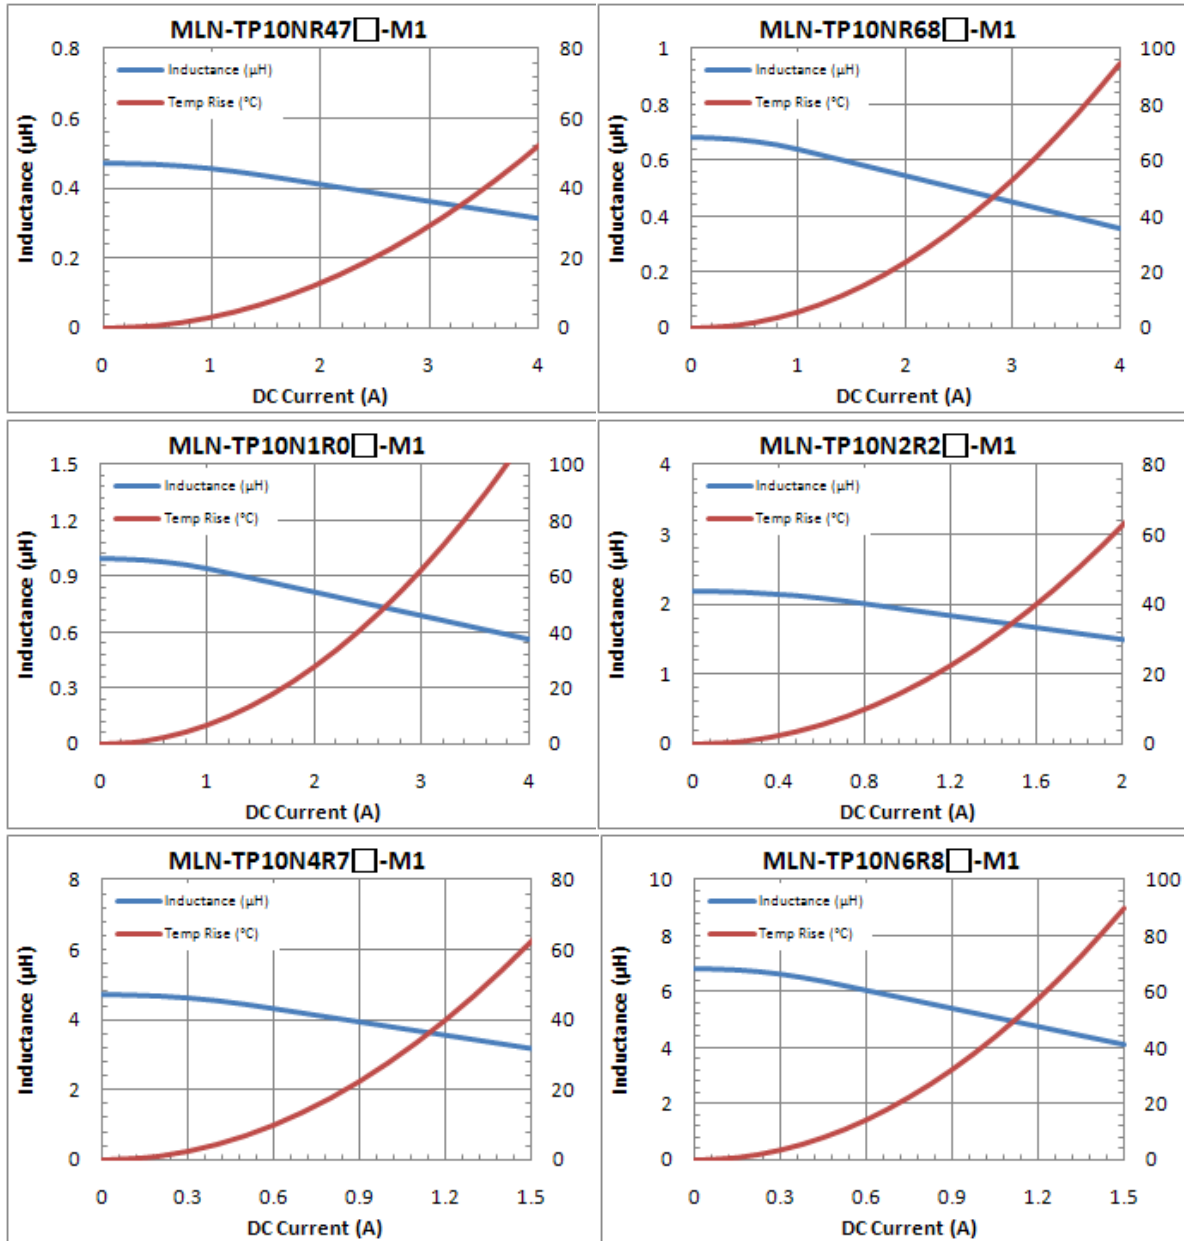 MLN-TP10NR47□-M1
Inductance (µH)
Temp Rise (°C)
0.8
0.6
0.4
0.2
0
80
60
40
20
0
0 1 2 3 4
Inductance (µH)
DC Current (A)
MLN-TP10NR68□-M1
Inductance (µH)
Temp Rise (°C)
1
0.8
0.6
0.4
0.2
0
100
80
60
40
20
0
0 1 2 3 4
Inductance (µH)
DC Current (A)
MLN-TP10N1R0□-M1
Inductance (µH)
Temp Rise (°C)
1.5
1.2
0.9
0.6
0.3
0
100
80
60
40
20
0
0 1 2 3 4
Inductance (µH)
DC Current (A)
MLN-TP10N2R2□-M1
Inductance (µH)
Temp Rise (°C)
4
3
2
1
0
80
60
40
20
0
0 0.4 0.8 1.2 1.6 2
Inductance (µH)
DC Current (A)
MLN-TP10N4R7□-M1
Inductance (µH)
Temp Rise (°C)
8
6
4
2
0
80
60
40
20
0
0 0.3 0.6 0.9 1.2 1.5
Inductance (µH)
DC Current (A)
MLN-TP10N6R8□-M1
Inductance (µH)
Temp Rise (°C)
10
8
6
4
2
0
100
80
60
40
20
0
0 0.3 0.6 0.9 1.2 1.5
Inductance (µH)
DC Current (A)